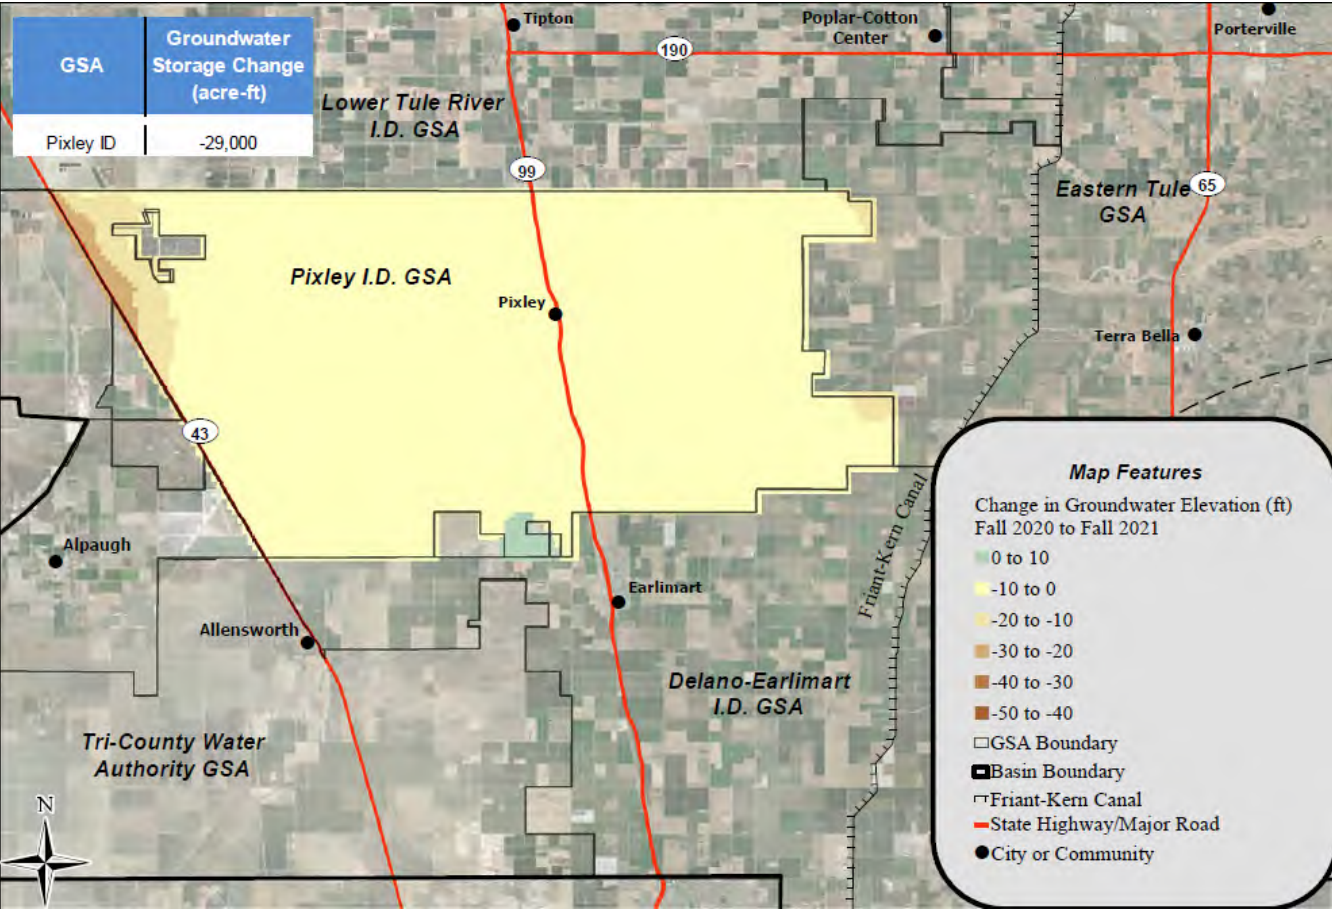 GSA
Groundwater
Storage Change
(acre-ft)
Pixley ID
-29,000
Tipton
190
Poplar-Cotton
Center
Porterville
Lower Tule River
I.D. GSA
99
Eastern Tule
GSA
65
Pixley I.D. GSA
Pixley
Terra Bella
43
Alpaugh
Allensworth
Earlimart
Friant-Kern Canal
Delano-Earlimart
I.D. GSA
Tri-County Water
Authority GSA
N
Map Features
Change in Groundwater Elevation (ft)
Fall 2020 to Fall 2021
0 to 10
-10 to 0
-20 to -10
-30 to -20
-40 to -30
-50 to -40
GSA Boundary
Basin Boundary
Friant-Kern Canal
State Highway/Major Road
City or Community